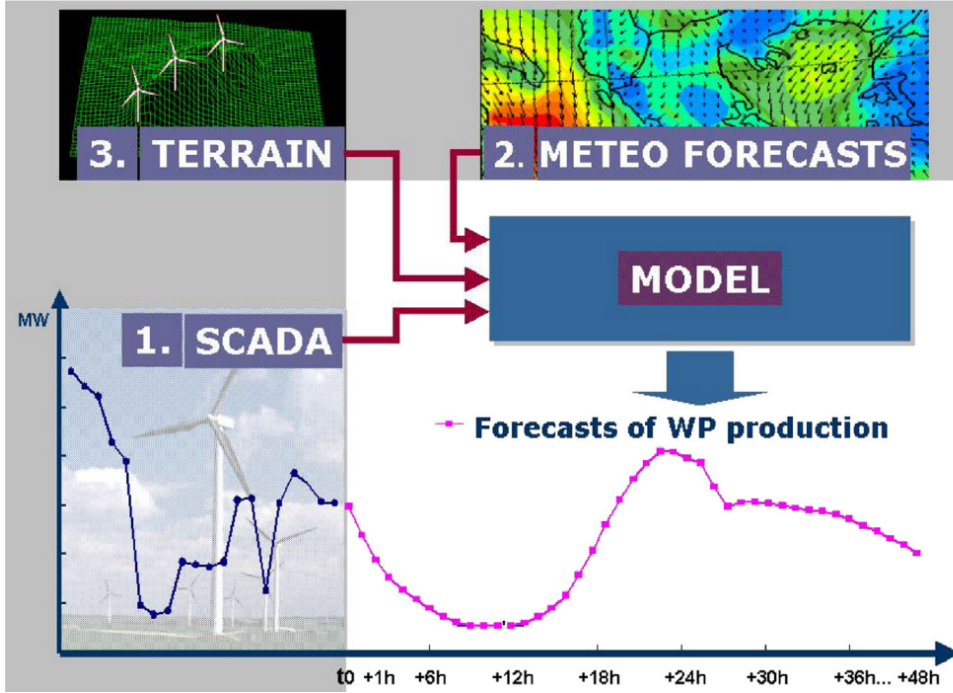 3. TERRAIN
2. METEO FORECASTS
MODEL
MW
1. SCADA
Forecasts of WP production
t0 +1h +6h +12h +18h +24h +30h +36h... +48h